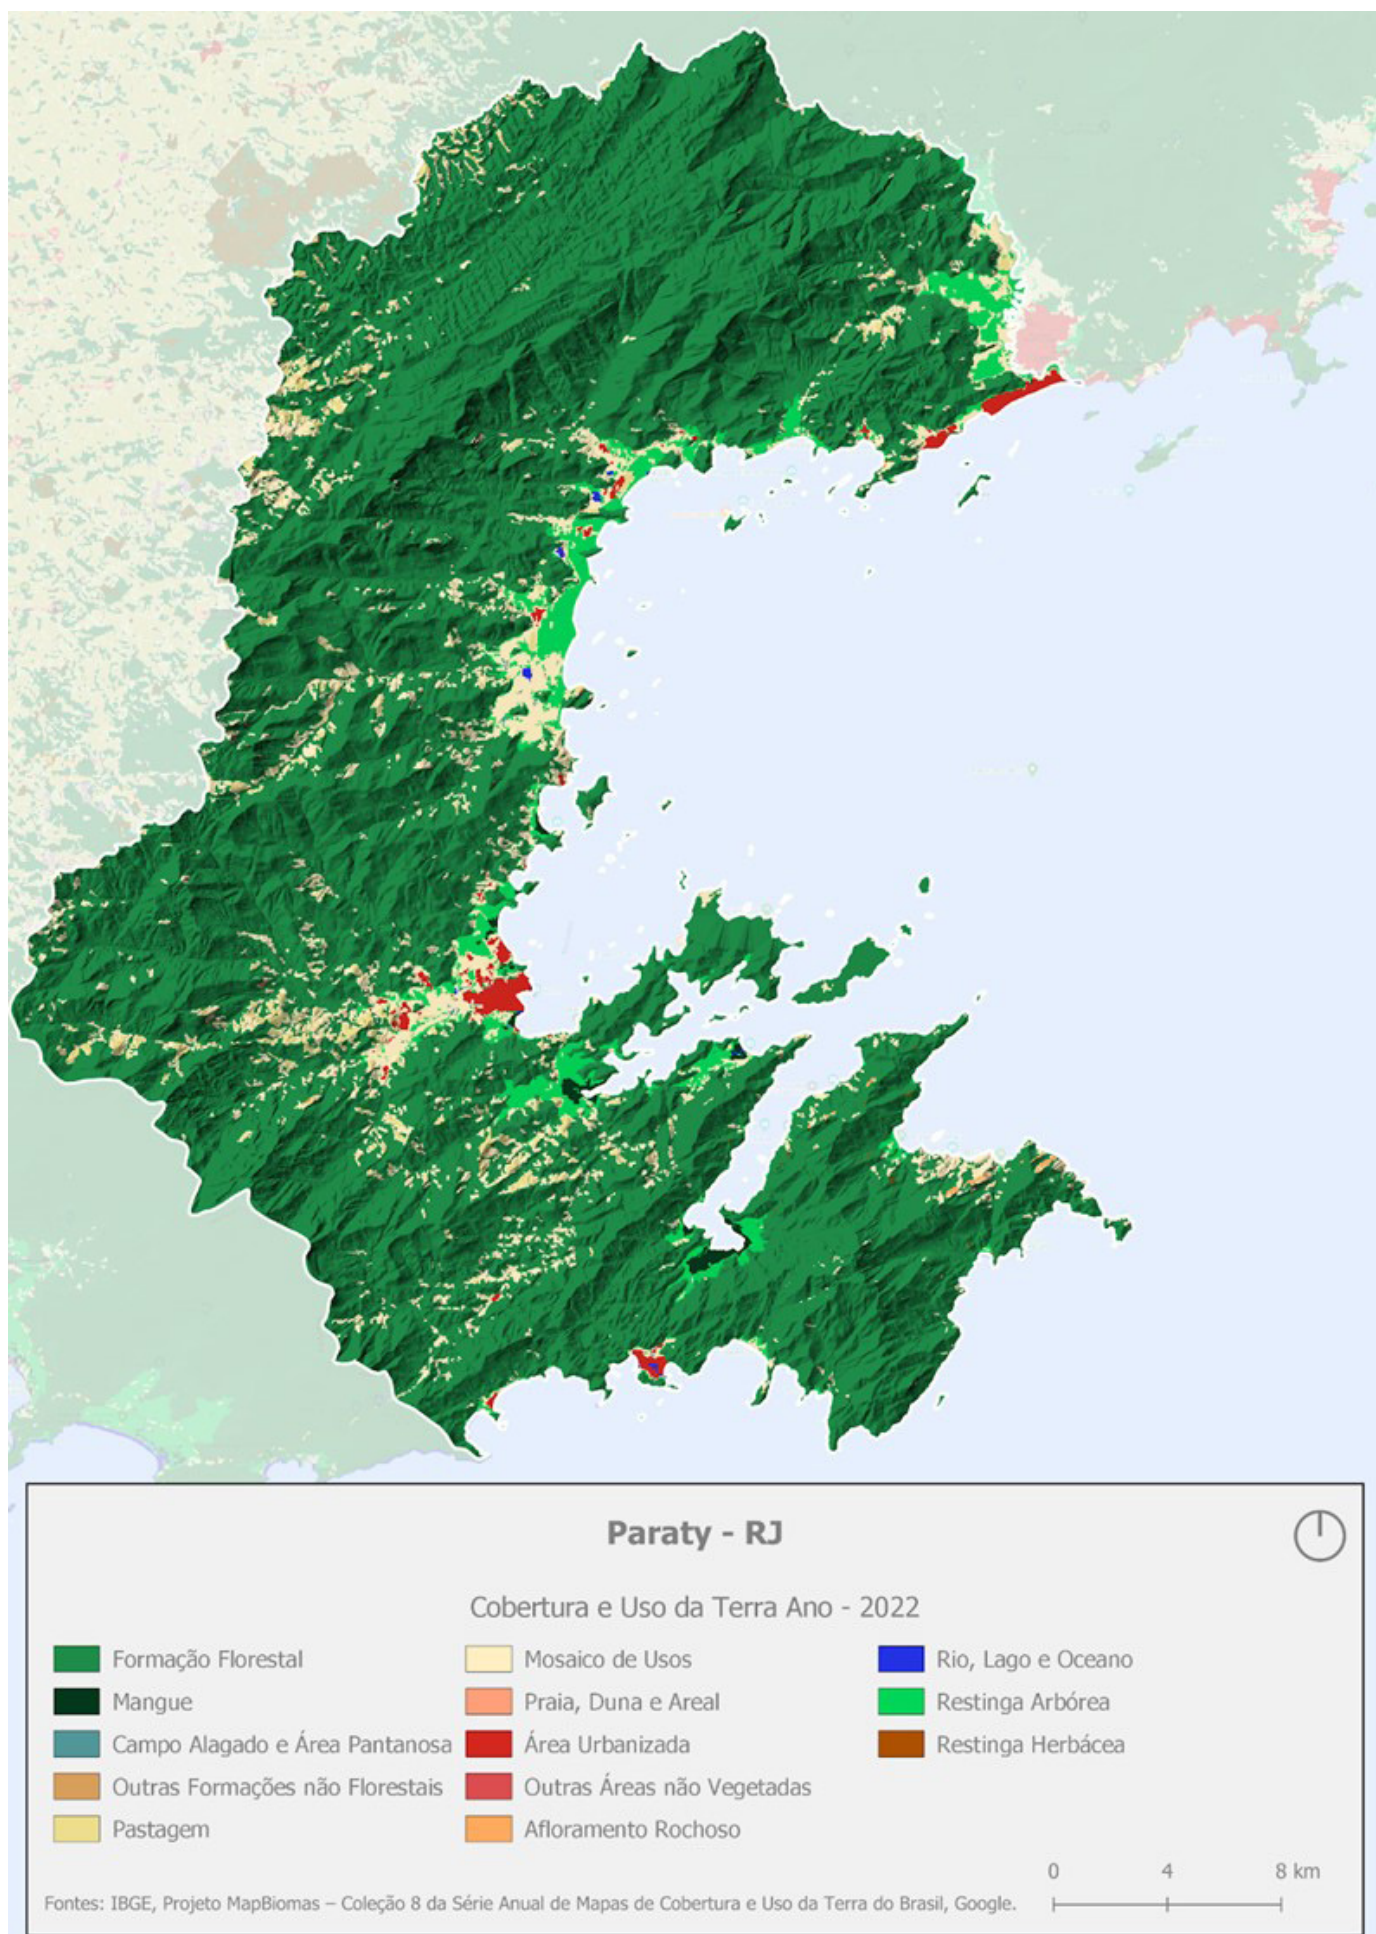 Paraty - RJ
Cobertura e Uso da Terra Ano - 2022
Formação Florestal
Mangue
Campo Alagado e Área Pantanosa
Outras Formações não Florestais
Pastagem
Mosaico de Usos
Praia, Duna e Areal
Área Urbanizada
Outras Áreas não Vegetadas
Afloramento Rochoso
Rio, Lago e Oceano
Restinga Arbórea
Restinga Herbácea
0 4 8 km
Fontes: IBGE, Projeto MapBiomas – Coleção 8 da Série Anual de Mapas de Cobertura e Uso da Terra do Brasil, Google.